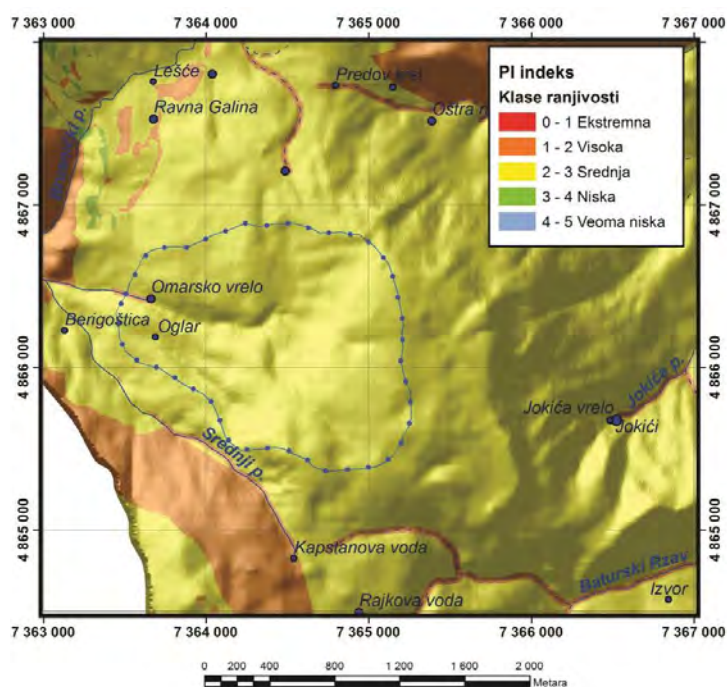 7 363 000 7 364 000 7 365 000 7 366 000 7 367 000
Lešće
Predov
Ravna Galina
Oštra
PI indeks
Klase ranjivosti
0 - 1 Ekstremna
1 - 2 Visoka
2 - 3 Srednja
3 - 4 Niska
4 - 5 Veoma niska
4 867 000 4 867 000
Omarsko vrelo
Berigoštica
Oglar
4 866 000 4 866 000
Jokića p.
Jokića vrelo
Jokići
Srednji p.
4 865 000 4 865 000
Kapstanova voda
Baturski Rzav
Izvor
Rajkova voda
7 363 000 7 364 000 7 365 000 7 366 000 7 367 000
0 200 400 800 1 200 1 600 2 000
Metara